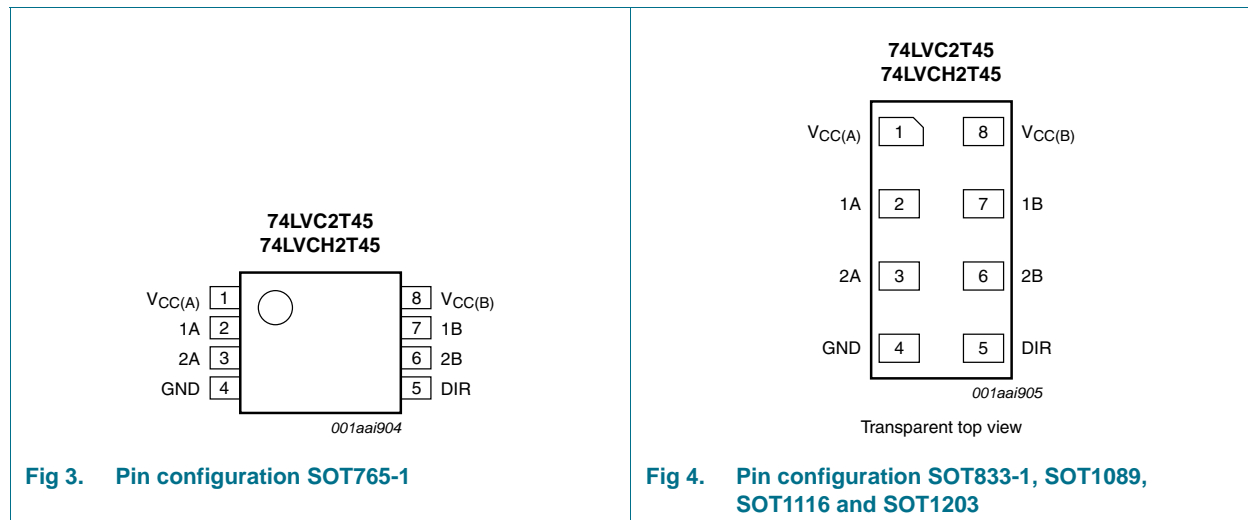 74LVC2T45
74LVCH2T45
VCC(A) 1 8 VCC(B)
1A 2 7 1B
2A 3 6 2B
GND 4 5 DIR
001aai904
Fig 3. Pin configuration SOT765-1
74LVC2T45
74LVCH2T45
VCC(A) 1 8 VCC(B)
1A 2 7 1B
2A 3 6 2B
GND 4 5 DIR
001aai905
Transparent top view
Fig 4. Pin configuration SOT833-1, SOT1089,
SOT1116 and SOT1203